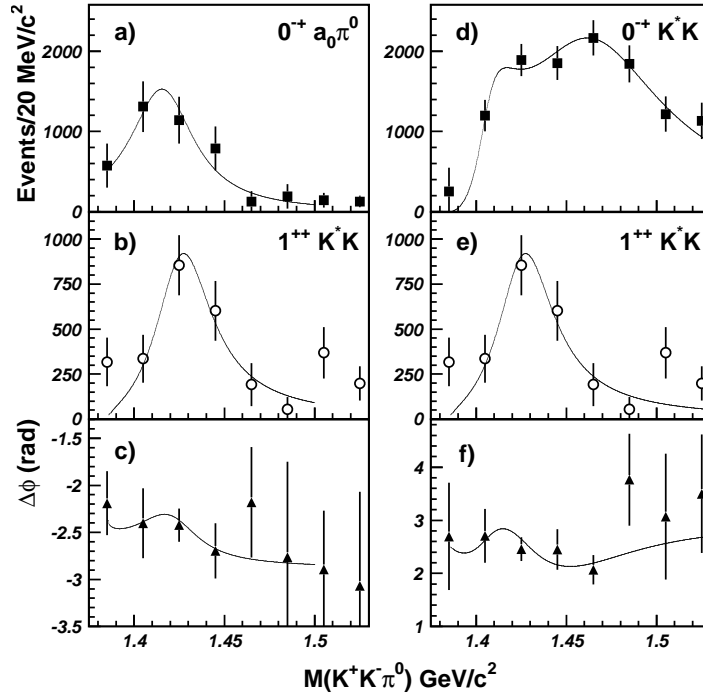 a) 0⁻⁺ a₀π⁰
d) 0⁻⁺ K*K
Events/20 MeV/c²
2000
1000
0
2000
1000
0
b) 1⁺⁺ K*K
e) 1⁺⁺ K*K
1000
750
500
250
0
1000
750
500
250
0
c)
f)
Δϕ (rad)
-1.5
-2
-2.5
-3
-3.5
4
3
2
1
1.4 1.45 1.5
1.4 1.45 1.5
M(K⁺K⁻π⁰) GeV/c²